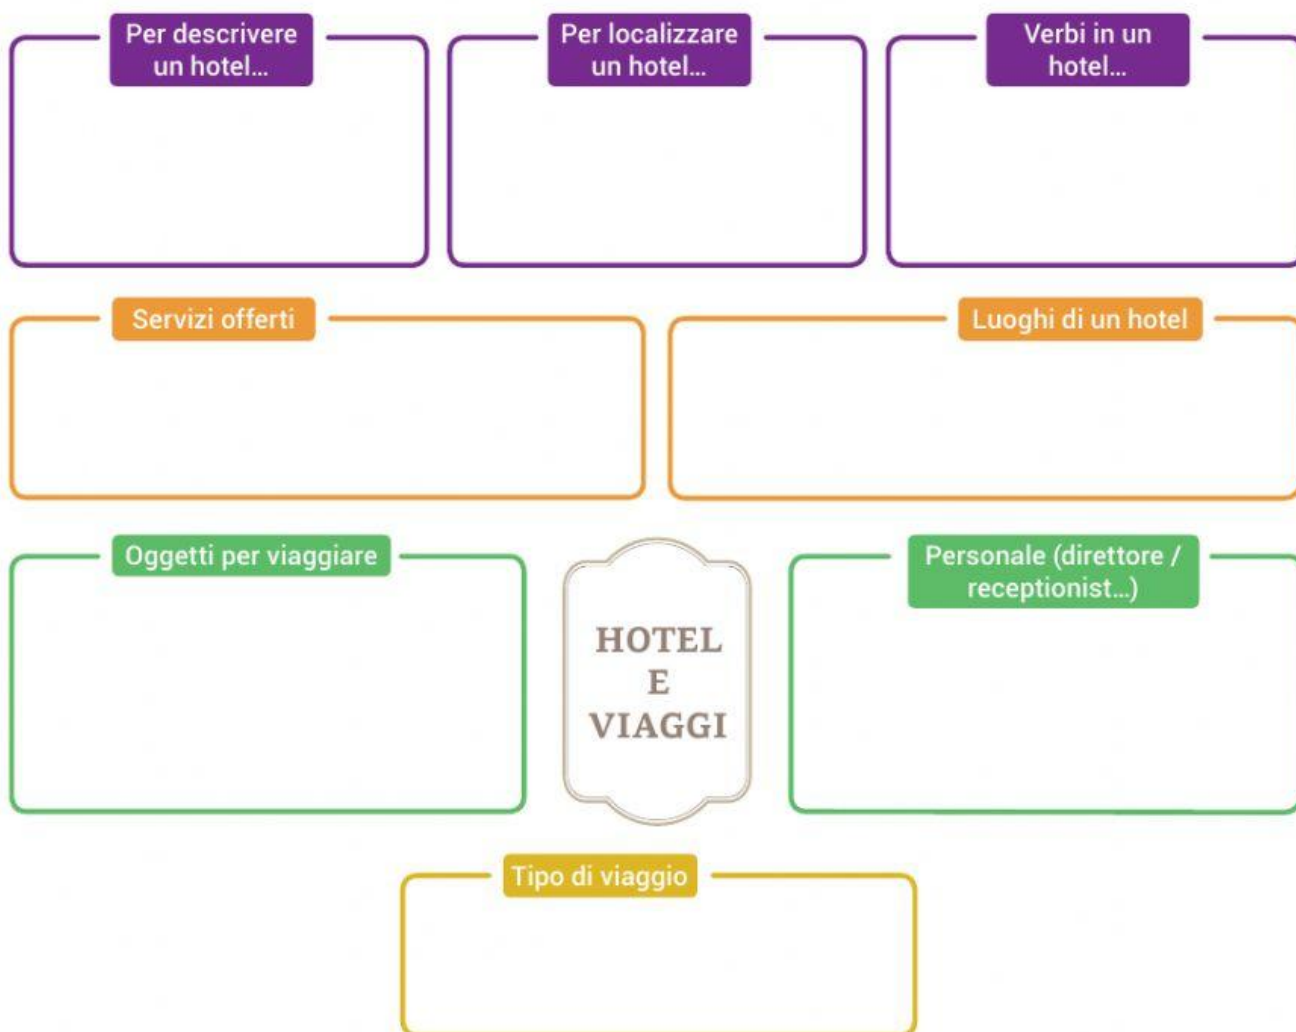 Per descrivere
un hotel...
Per localizzare
un hotel...
Verbi in un
hotel...
Servizi offerti
Luoghi di un hotel
Oggetti per viaggiare
HOTEL
E
VIAGGI
Personale (direttore /
receptionist...)
Tipo di viaggio